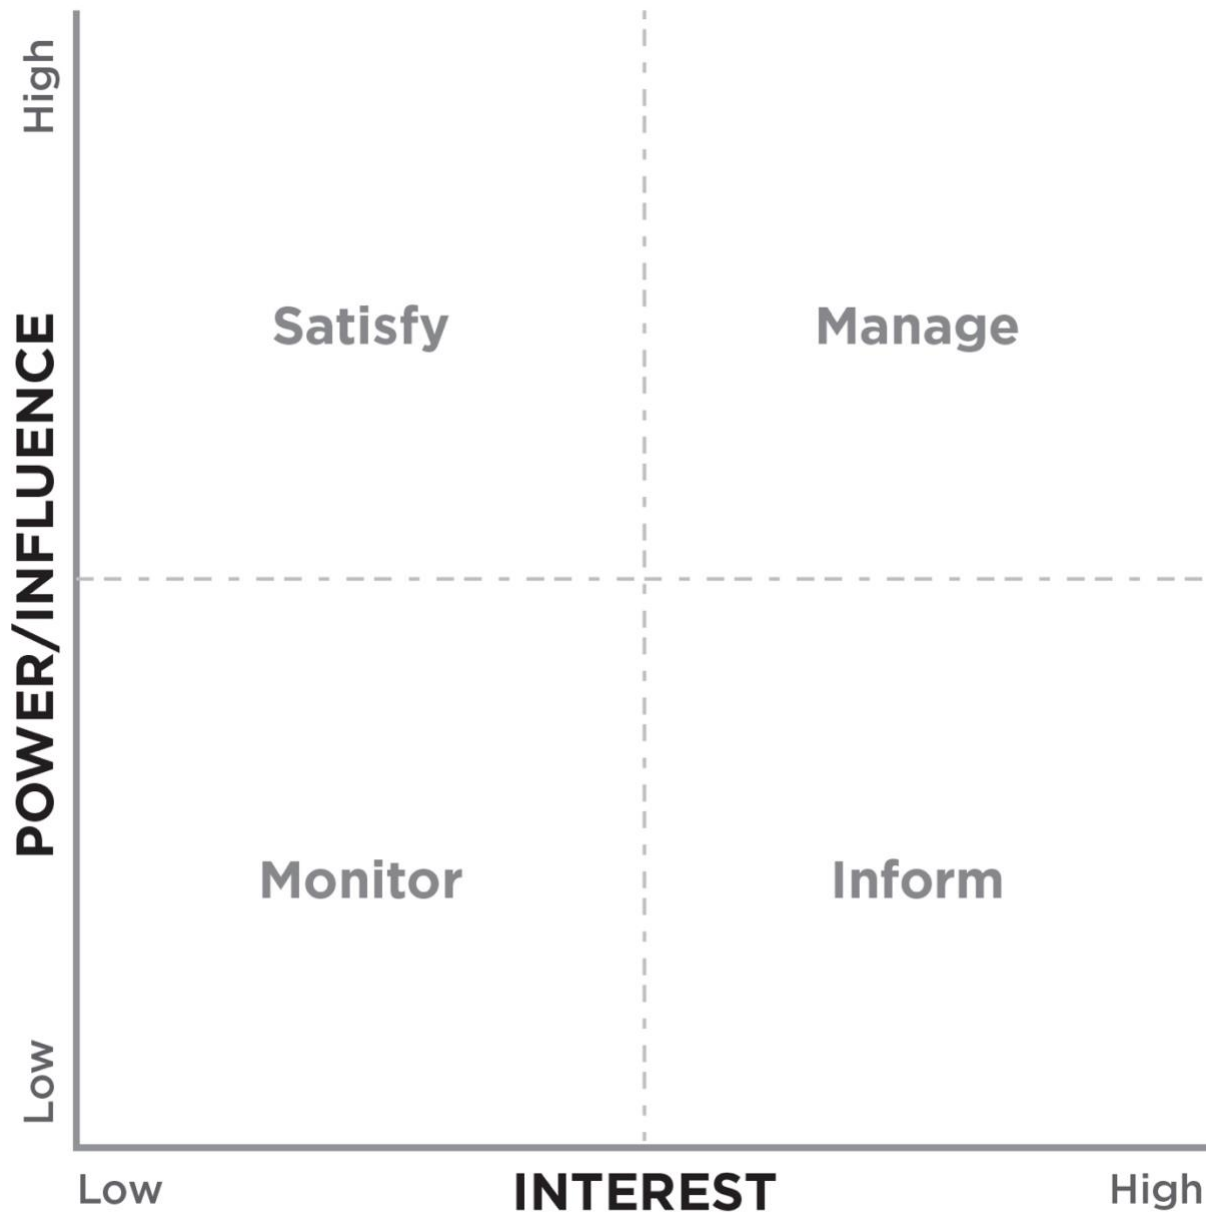 High
Satisfy
Manage
POWER/INFLUENCE
Monitor
Inform
Low
Low
INTEREST
High